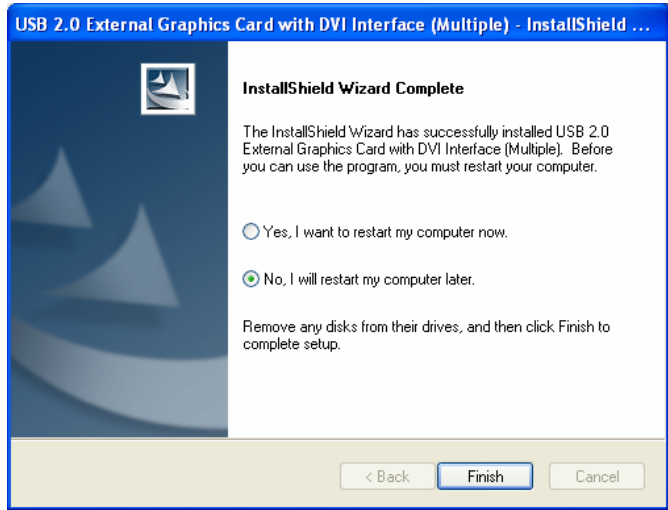 USB 2.0 External Graphics Card with DVI Interface (Multiple) - InstallShield ...
InstallShield Wizard Complete
The InstallShield Wizard has successfully installed USB 2.0
External Graphics Card with DVI Interface (Multiple). Before
you can use the program, you must restart your computer.
Yes, I want to restart my computer now.
No, I will restart my computer later.
Remove any disks from their drives, and then click Finish to
complete setup.
< Back Finish Cancel